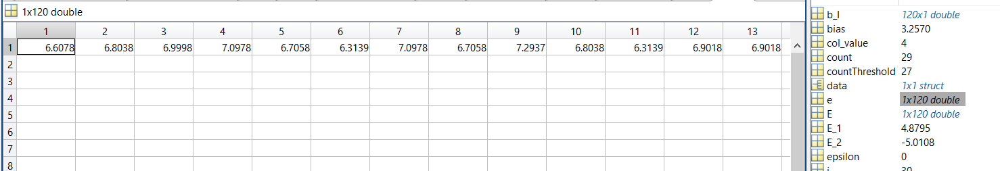 1x120 double
1 2 3 4 5 6 7 8 9 10 11 12 13
1 6.6078 6.8038 6.9998 7.0978 6.7058 6.3139 7.0978 6.7058 7.2937 6.8038 6.3139 6.9018 6.9018
2
3
4
5
6
7
8
b_I 120x1 double
bias 3.2570
col_value 4
count 29
countThreshold 27
data 1x1 struct
e 1x120 double
E 1x120 double
E_1 4.8795
E_2 -5.0108
epsilon 0